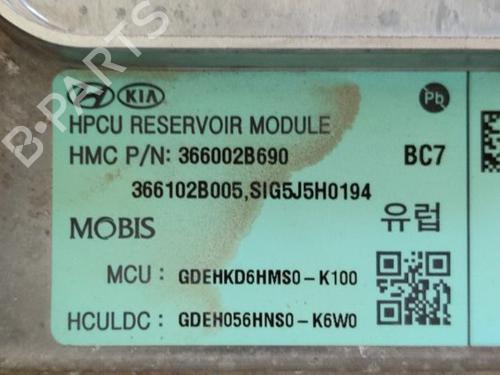 B-PARTS
KIA
Pb
HPCU RESERVOIR MODULE
HMC P/N: 366002B690 BC7
366102B005,SIG5J5H0194
MOBIS 유럽
MCU : GDEHKD6HMS0-K100
HCULDC : GDEH056HNS0-K6W0